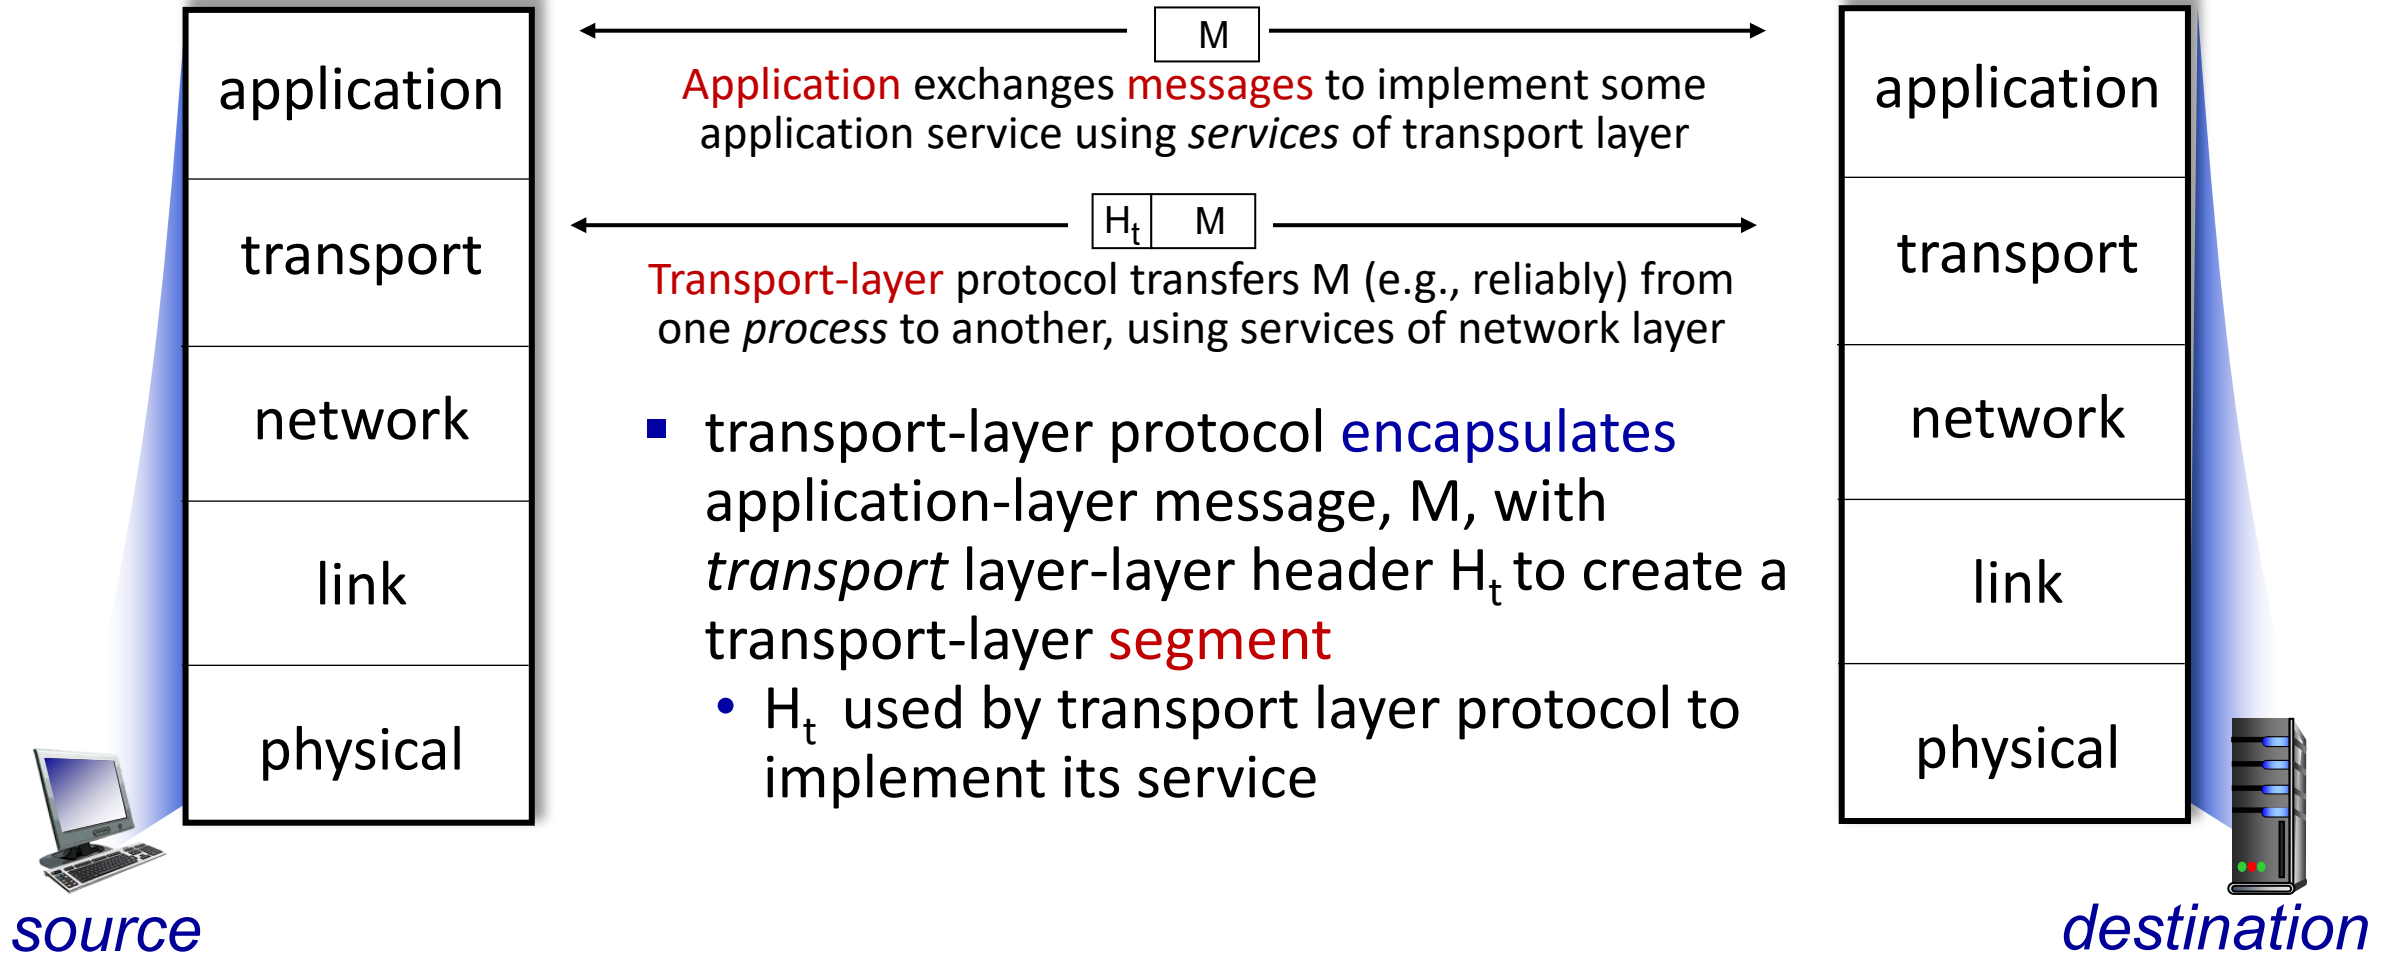 application
transport
network
link
physical
source
M
Application exchanges messages to implement some
application service using services of transport layer
Ht M
Transport-layer protocol transfers M (e.g., reliably) from
one process to another, using services of network layer
▪ transport-layer protocol encapsulates
application-layer message, M, with
transport layer-layer header Ht to create a
transport-layer segment
• Ht used by transport layer protocol to
implement its service
application
transport
network
link
physical
destination